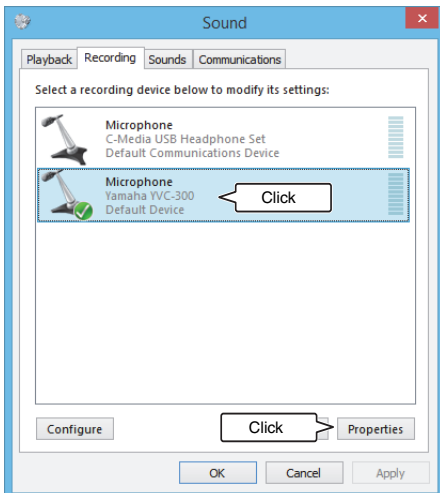 Sound
Playback Recording Sounds Communications
Select a recording device below to modify its settings:
Microphone
C-Media USB Headphone Set
Default Communications Device
Microphone
Yamaha YVC-300
Default Device
Click
Configure
Click
Properties
OK Cancel Apply